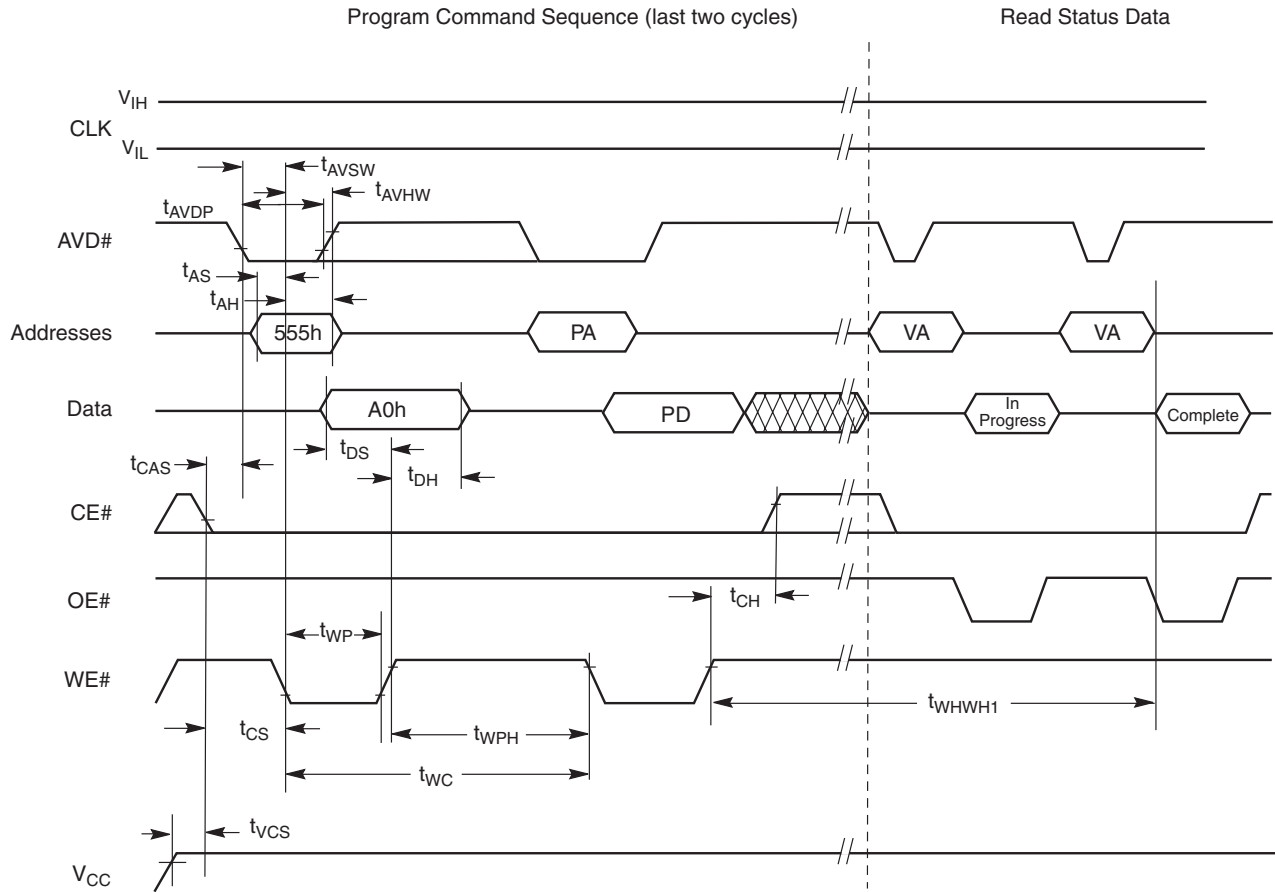 Program Command Sequence (last two cycles)
Read Status Data
VIH
CLK
VIL
tAVSW
tAVHW
tAVDP
AVD#
tAS
tAH
Addresses
555h
PA
VA
VA
Data
A0h
PD
In
Progress
Complete
tDS
tCAS
tDH
CE#
OE#
tCH
tWP
WE#
tWHWH1
tCS
tWPH
tWC
tVCS
VCC